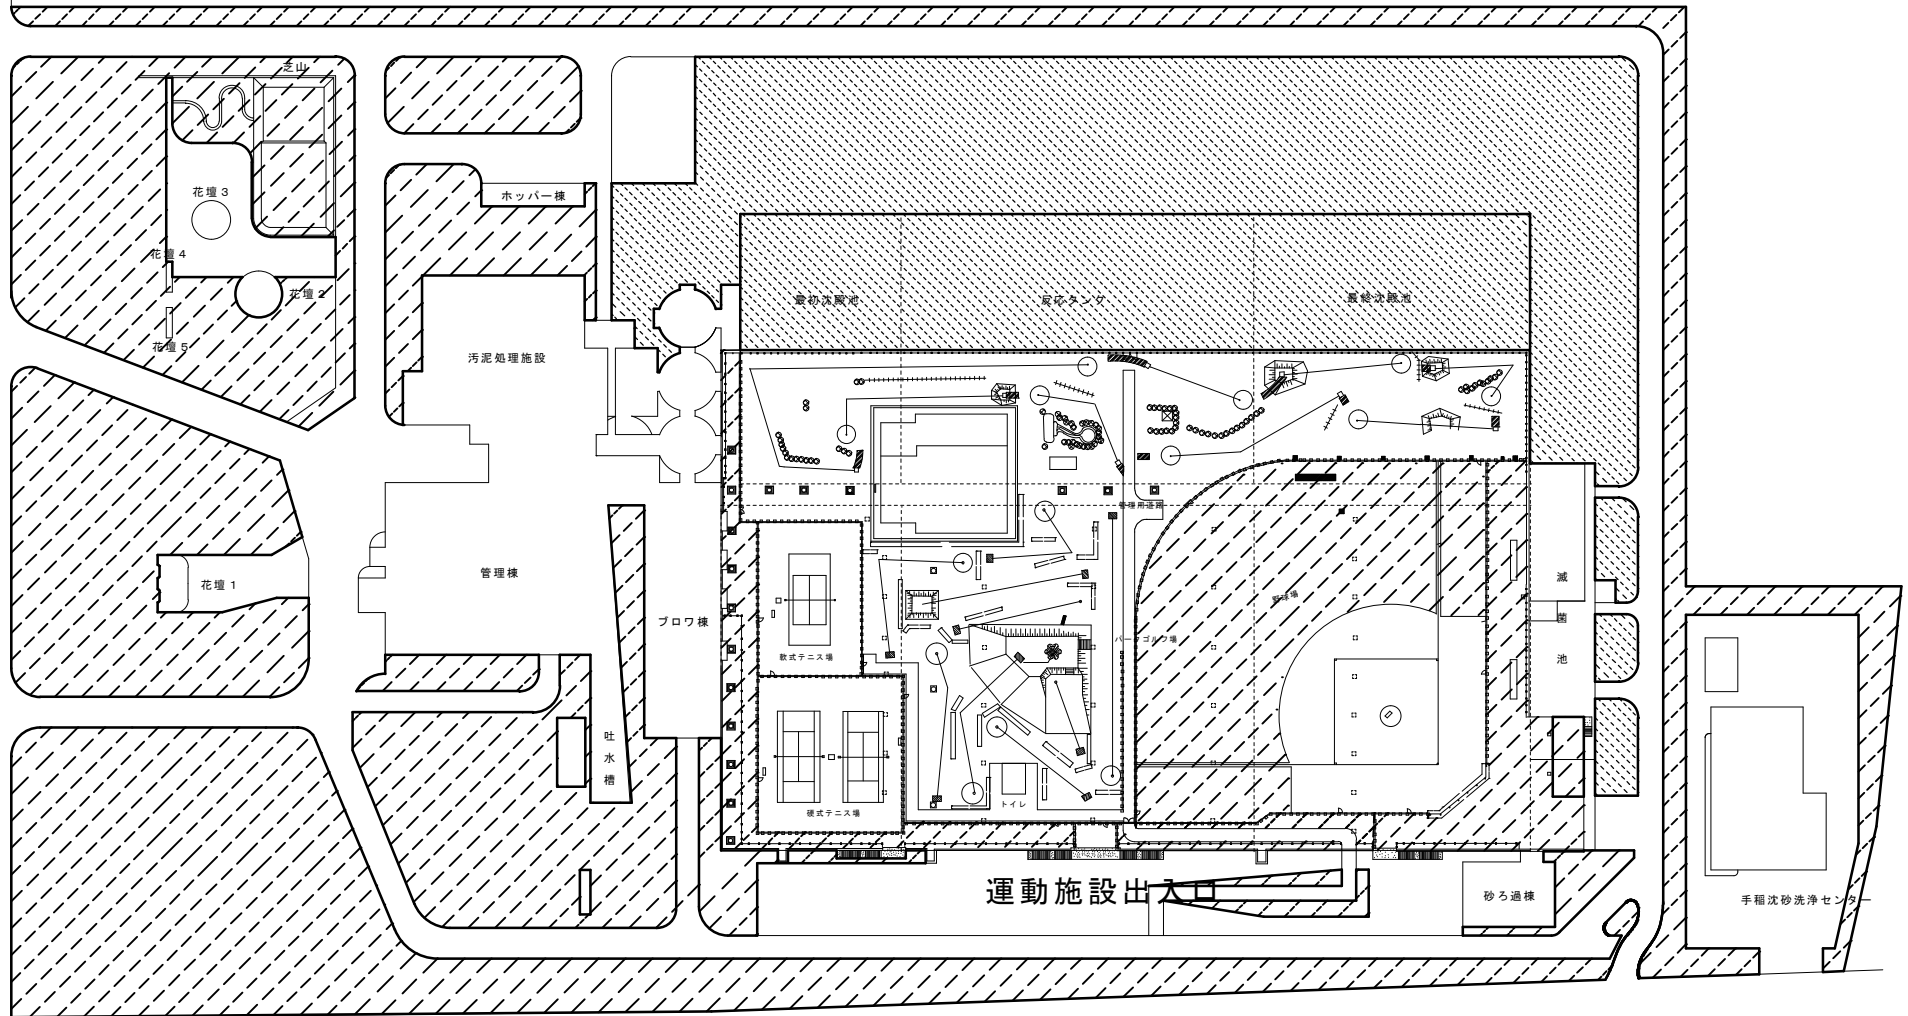 芝山
花壇３
ホッパー棟
花壇４
花壇２
最初沈殿池
反応タンク
最終沈殿池
花壇５
汚泥処理施設
管理用道路
花壇１
管理棟
滅菌池
野球場
ブロワ棟
パークゴルフ場
軟式テニス場
吐水槽
トイレ
硬式テニス場
運動施設出入口
砂ろ過棟
手稲沈砂洗浄センター